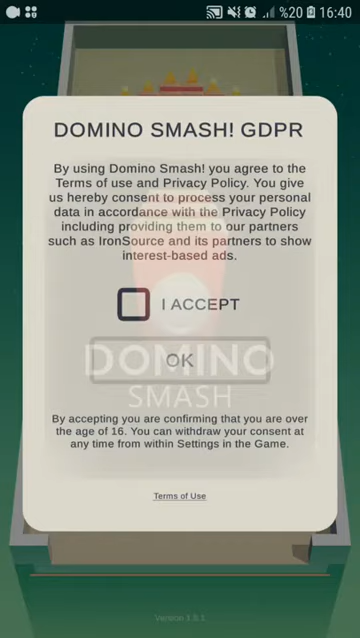 %20 16:40
DOMINO SMASH! GDPR
By using Domino Smash! you agree to the
Terms of use and Privacy Policy. You give
us hereby consent to process your personal
data in accordance with the Privacy Policy
including providing them to our partners
such as IronSource and its partners to show
interest-based ads.
I ACCEPT
OK
DOMINO
SMASH
By accepting you are confirming that you are over
the age of 16. You can withdraw your consent at
any time from within Settings in the Game.
Terms of Use
Version 1.8.1